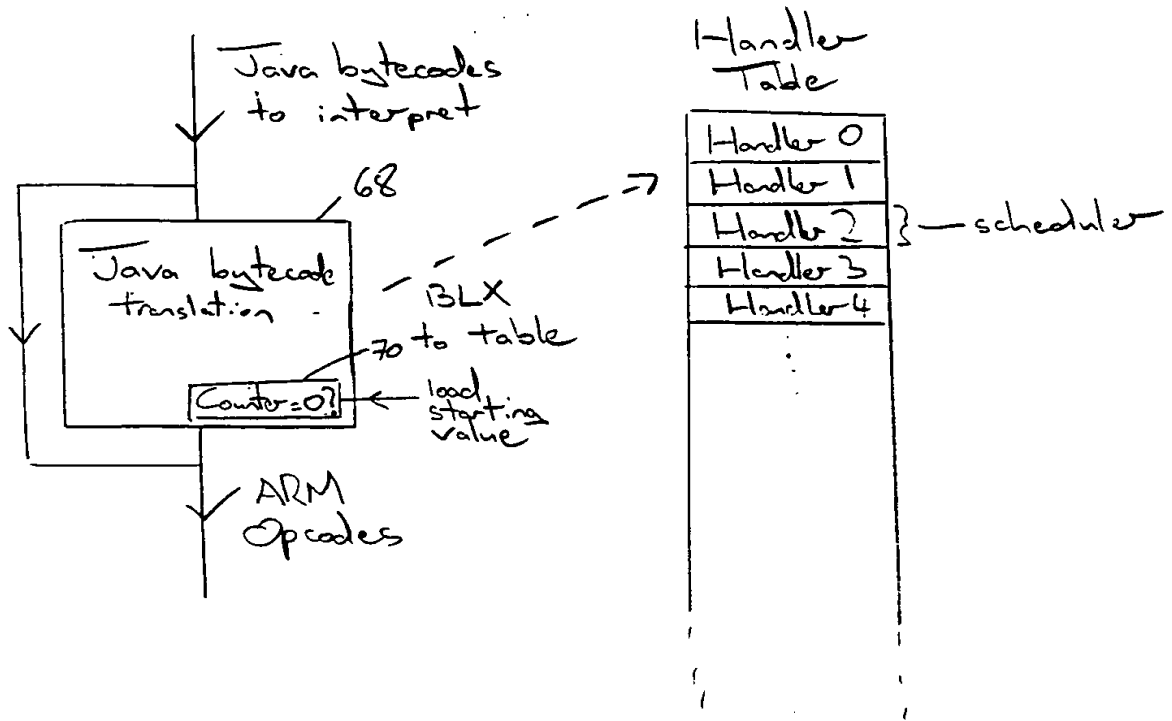 Java bytecodes
to interpret
68
Java bytecode
translation
BLX
to table
70
Counter=0?
load
starting
value
ARM
Opcodes
Handler
Table
Handler 0
Handler 1
Handler 2
scheduler
Handler 3
Handler 4